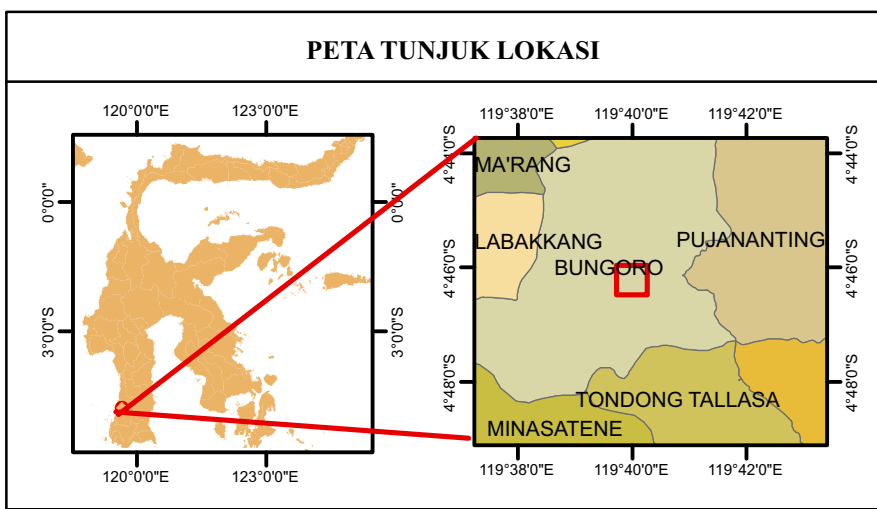 PETA TUNJUK LOKASI
120°0'0"E 123°0'0"E
0°0'0"
3°0'0"S
0°0'0"
3°0'0"S
120°0'0"E 123°0'0"E
119°38'0"E 119°40'0"E 119°42'0"E
4°44'0"S
4°46'0"S
4°48'0"S
MA'RANG
LABAKKANG
PUJANANTING
BUNGORO
TONDONG TALLASA
MINASATENE
4°44'0"S
4°46'0"S
4°48'0"S
119°38'0"E 119°40'0"E 119°42'0"E